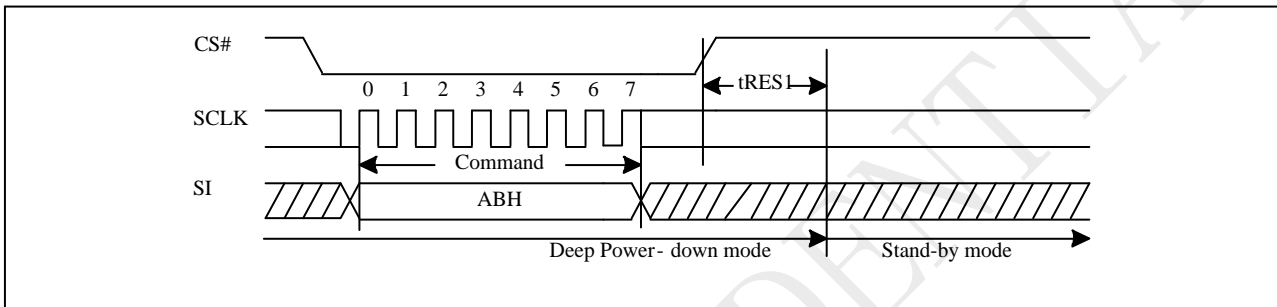 CS#
tRES1
0 1 2 3 4 5 6 7
SCLK
Command
SI
ABH
Deep Power- down mode Stand-by mode